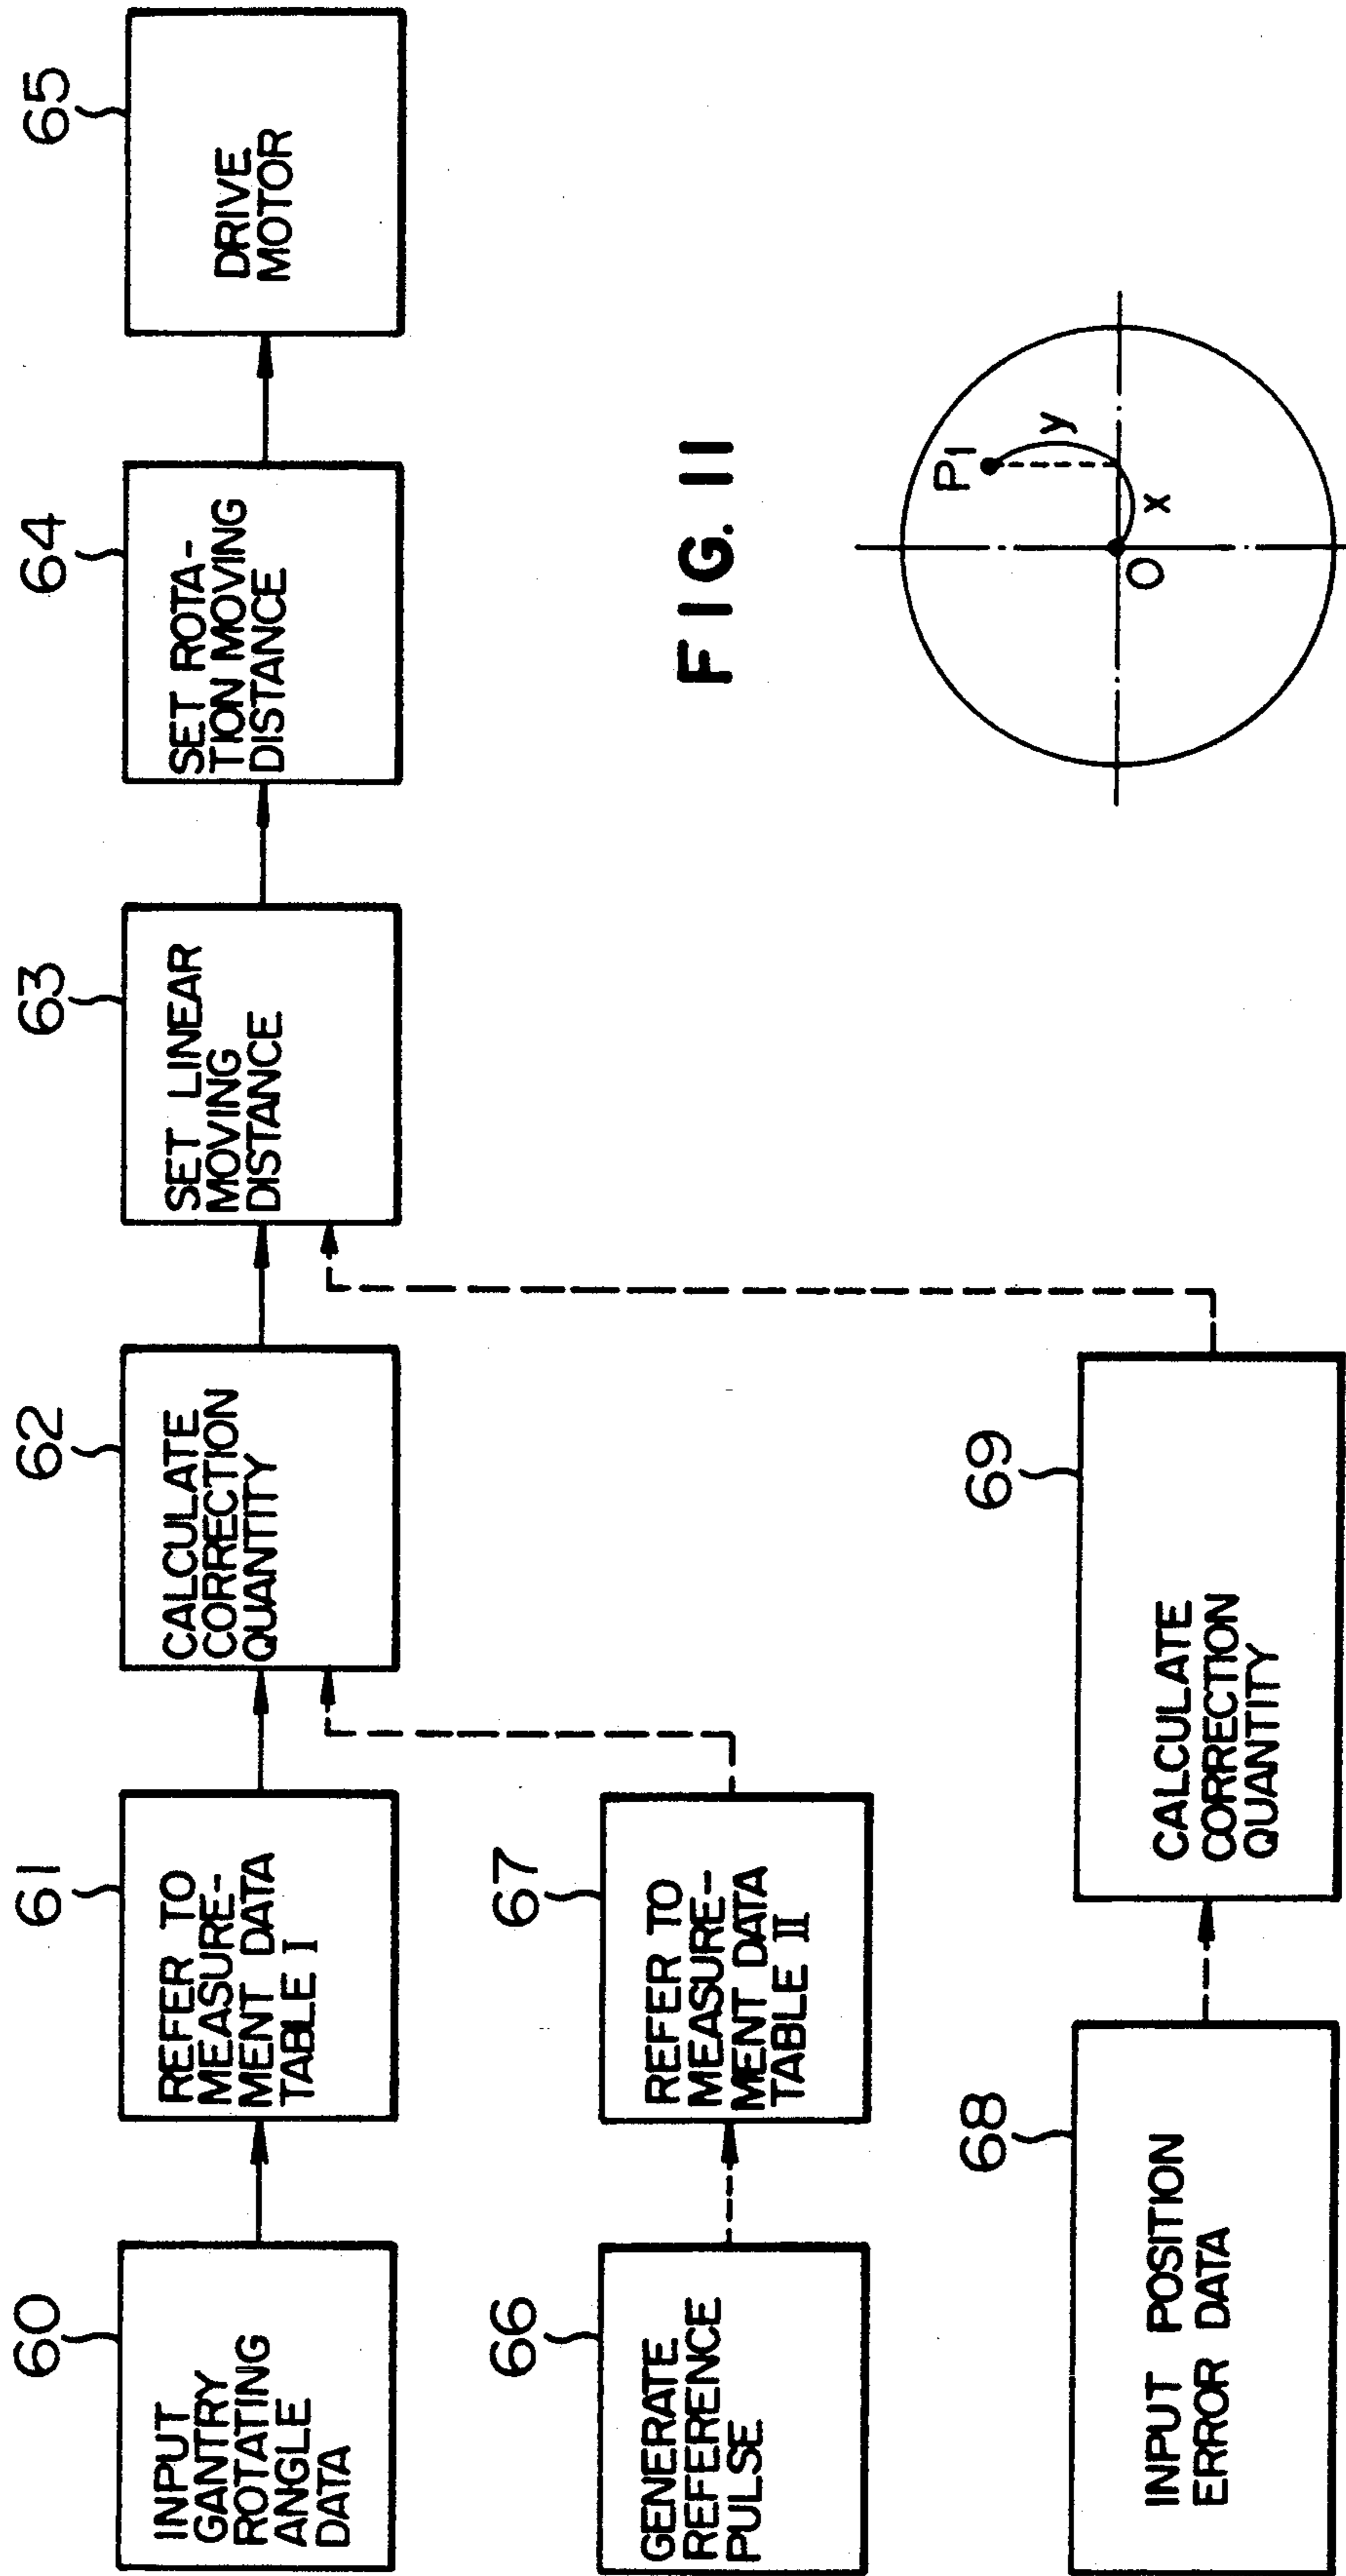 60
INPUT
GANTRY
ROTATING
ANGLE
DATA
61
REFER TO
MEASURE-
MENT DATA
TABLE I
62
CALCULATE
CORRECTION
QUANTITY
63
SET LINEAR
MOVING
DISTANCE
64
SET ROTA-
TION MOVING
DISTANCE
65
DRIVE
MOTOR
66
GENERATE
REFERENCE
PULSE
67
REFER TO
MEASURE-
MENT DATA
TABLE II
68
INPUT POSITION
ERROR DATA
69
CALCULATE
CORRECTION
QUANTITY
FIG. 11
P1
y
x
O